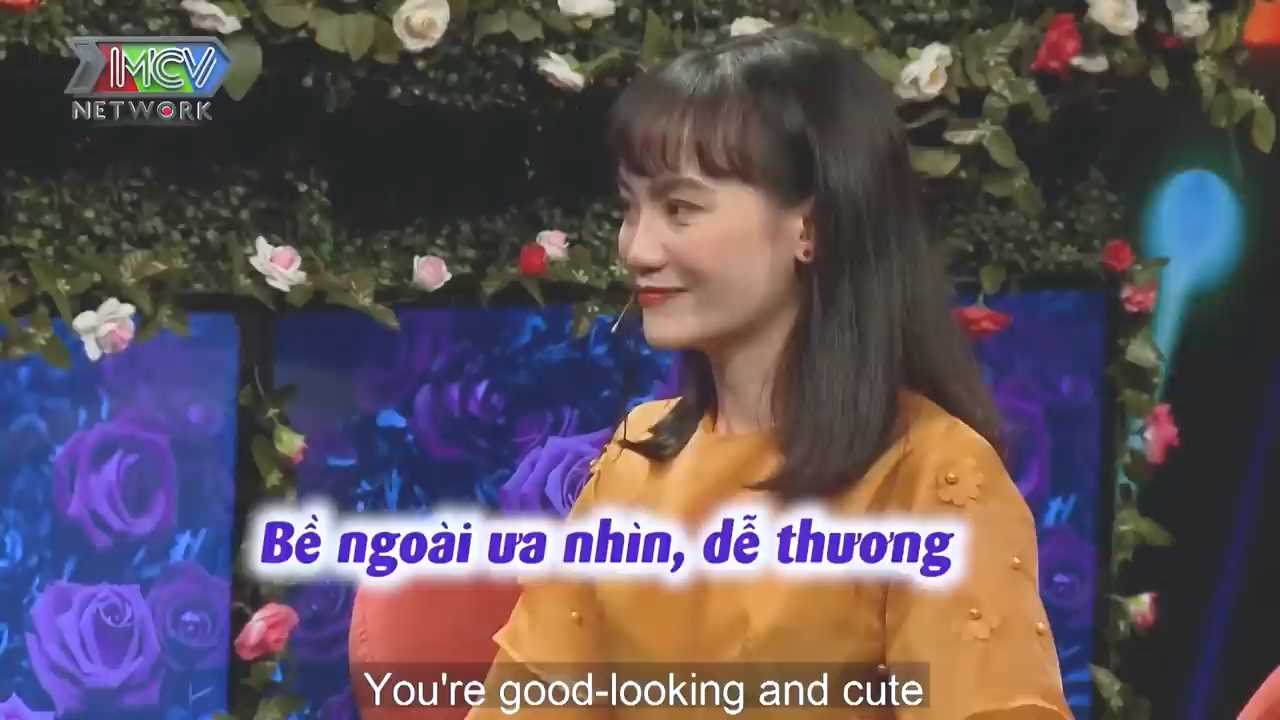 MCV
NETWORK
Bề ngoài ưa nhìn, dễ thương
You're good-looking and cute